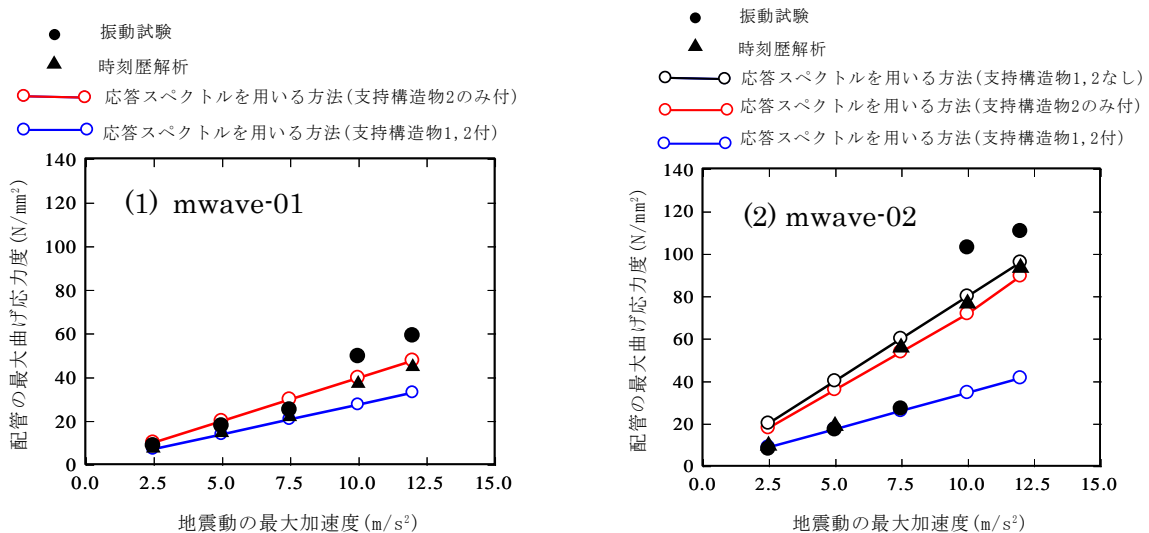 振動試験
時刻歴解析
応答スペクトルを用いる方法(支持構造物2のみ付)
応答スペクトルを用いる方法(支持構造物1,2付)
140
120
100
80
60
40
20
0
0.0 2.5 5.0 7.5 10.0 12.5 15.0
(1) mwave-01
配管の最大曲げ応力度(N/mm²)
地震動の最大加速度(m/s²)
振動試験
時刻歴解析
応答スペクトルを用いる方法(支持構造物1,2なし)
応答スペクトルを用いる方法(支持構造物2のみ付)
応答スペクトルを用いる方法(支持構造物1,2付)
140
120
100
80
60
40
20
0
0.0 2.5 5.0 7.5 10.0 12.5 15.0
(2) mwave-02
配管の最大曲げ応力度(N/mm²)
地震動の最大加速度(m/s²)